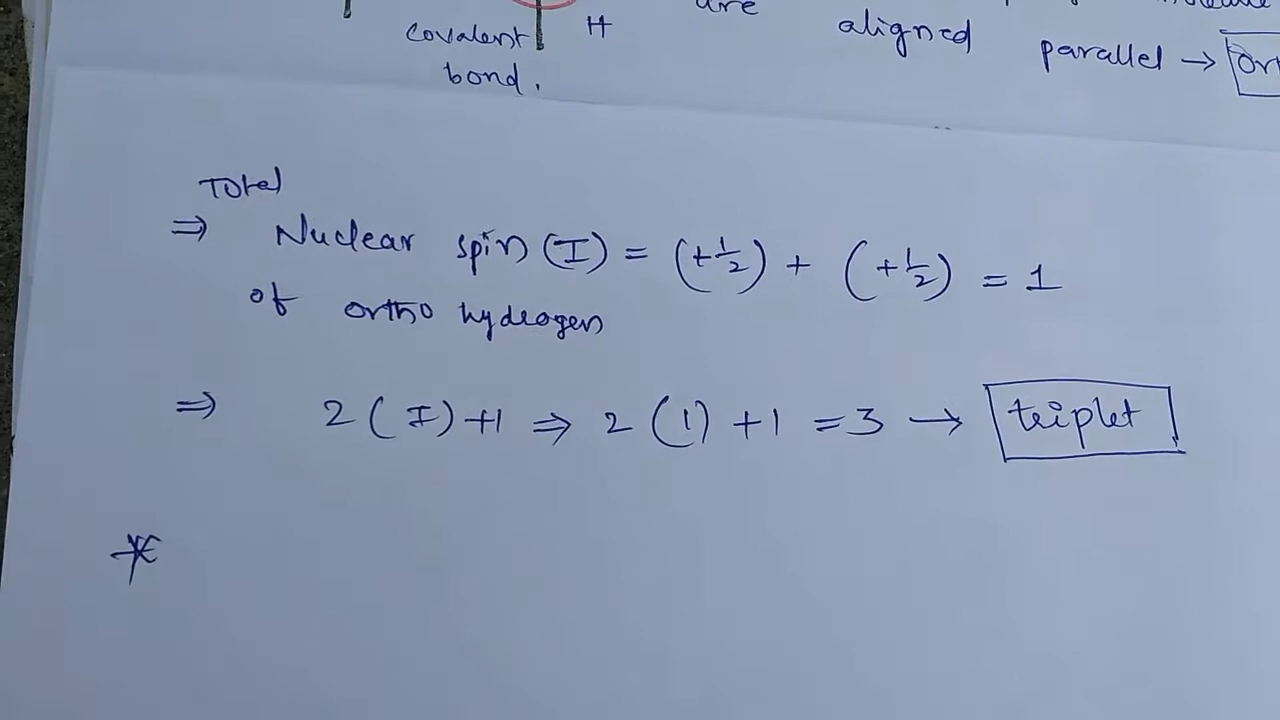 are
covalent H aligned parallel → Or
bond.
Total
⇒ Nuclear spin (I) = (+1/2) + (+1/2) = 1
of ortho hydrogen
⇒ 2(I)+1 ⇒ 2(1)+1 = 3 → triplet
*